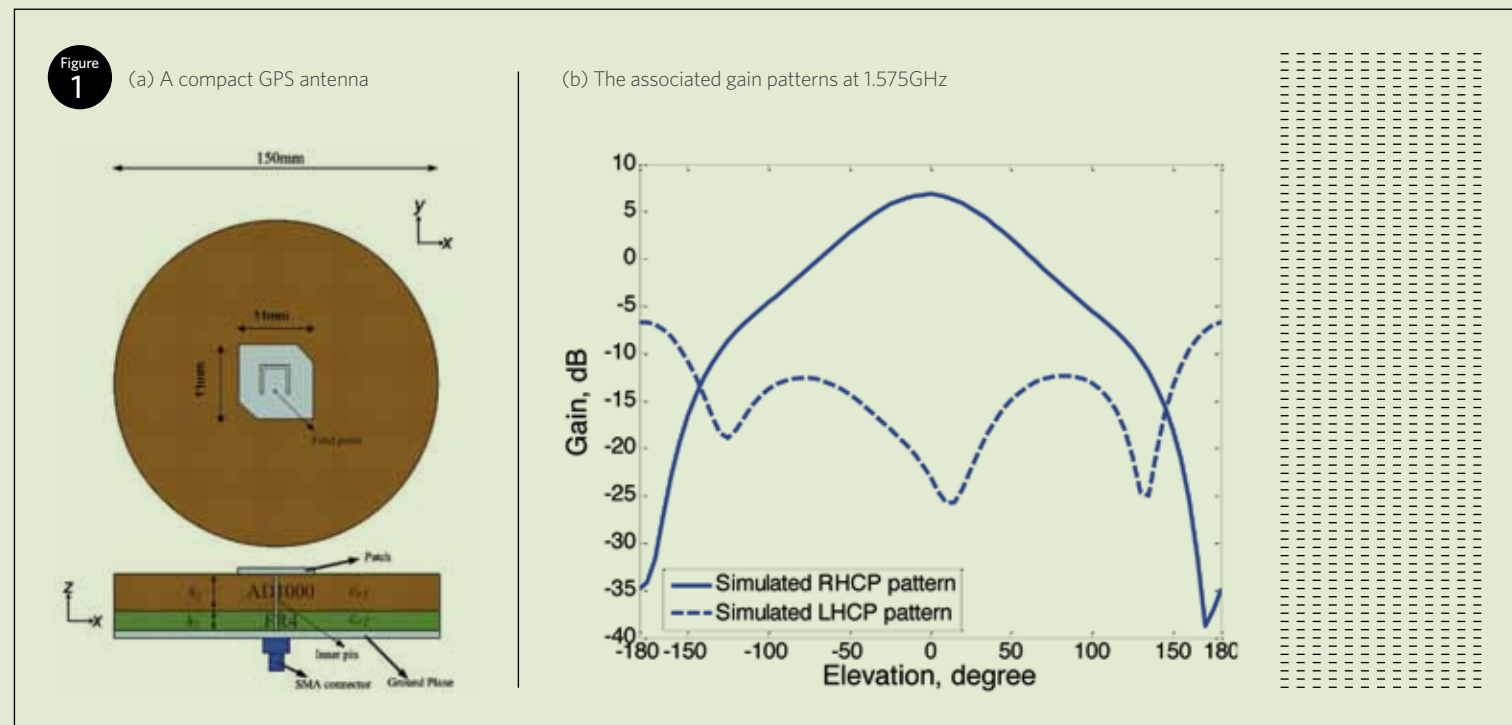 Figure
1
(a) A compact GPS antenna
(b) The associated gain patterns at 1.575GHz
150mm
y
x
Patch
z
x
AD1000
FR4
Inner pin
SMA connector
Ground Plane
10
5
0
-5
-10
-15
-20
-25
-30
-35
-40
Gain, dB
Simulated RHCP pattern
Simulated LHCP pattern
-180 -150 -100 -50 0 50 100 150 180
Elevation, degree